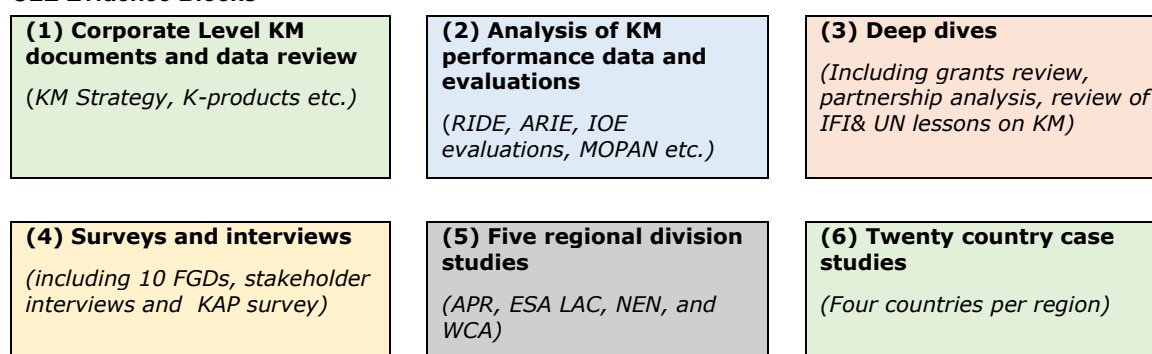 (1) Corporate Level KM
documents and data review
(KM Strategy, K-products etc.)
(2) Analysis of KM
performance data and
evaluations
(RIDE, ARIE, IOE
evaluations, MOPAN etc.)
(3) Deep dives
(Including grants review,
partnership analysis, review of
IFI& UN lessons on KM)
(4) Surveys and interviews
(including 10 FGDs, stakeholder
interviews and  KAP survey)
(5) Five regional division
studies
(APR, ESA LAC, NEN, and
WCA)
(6) Twenty country case
studies
(Four countries per region)